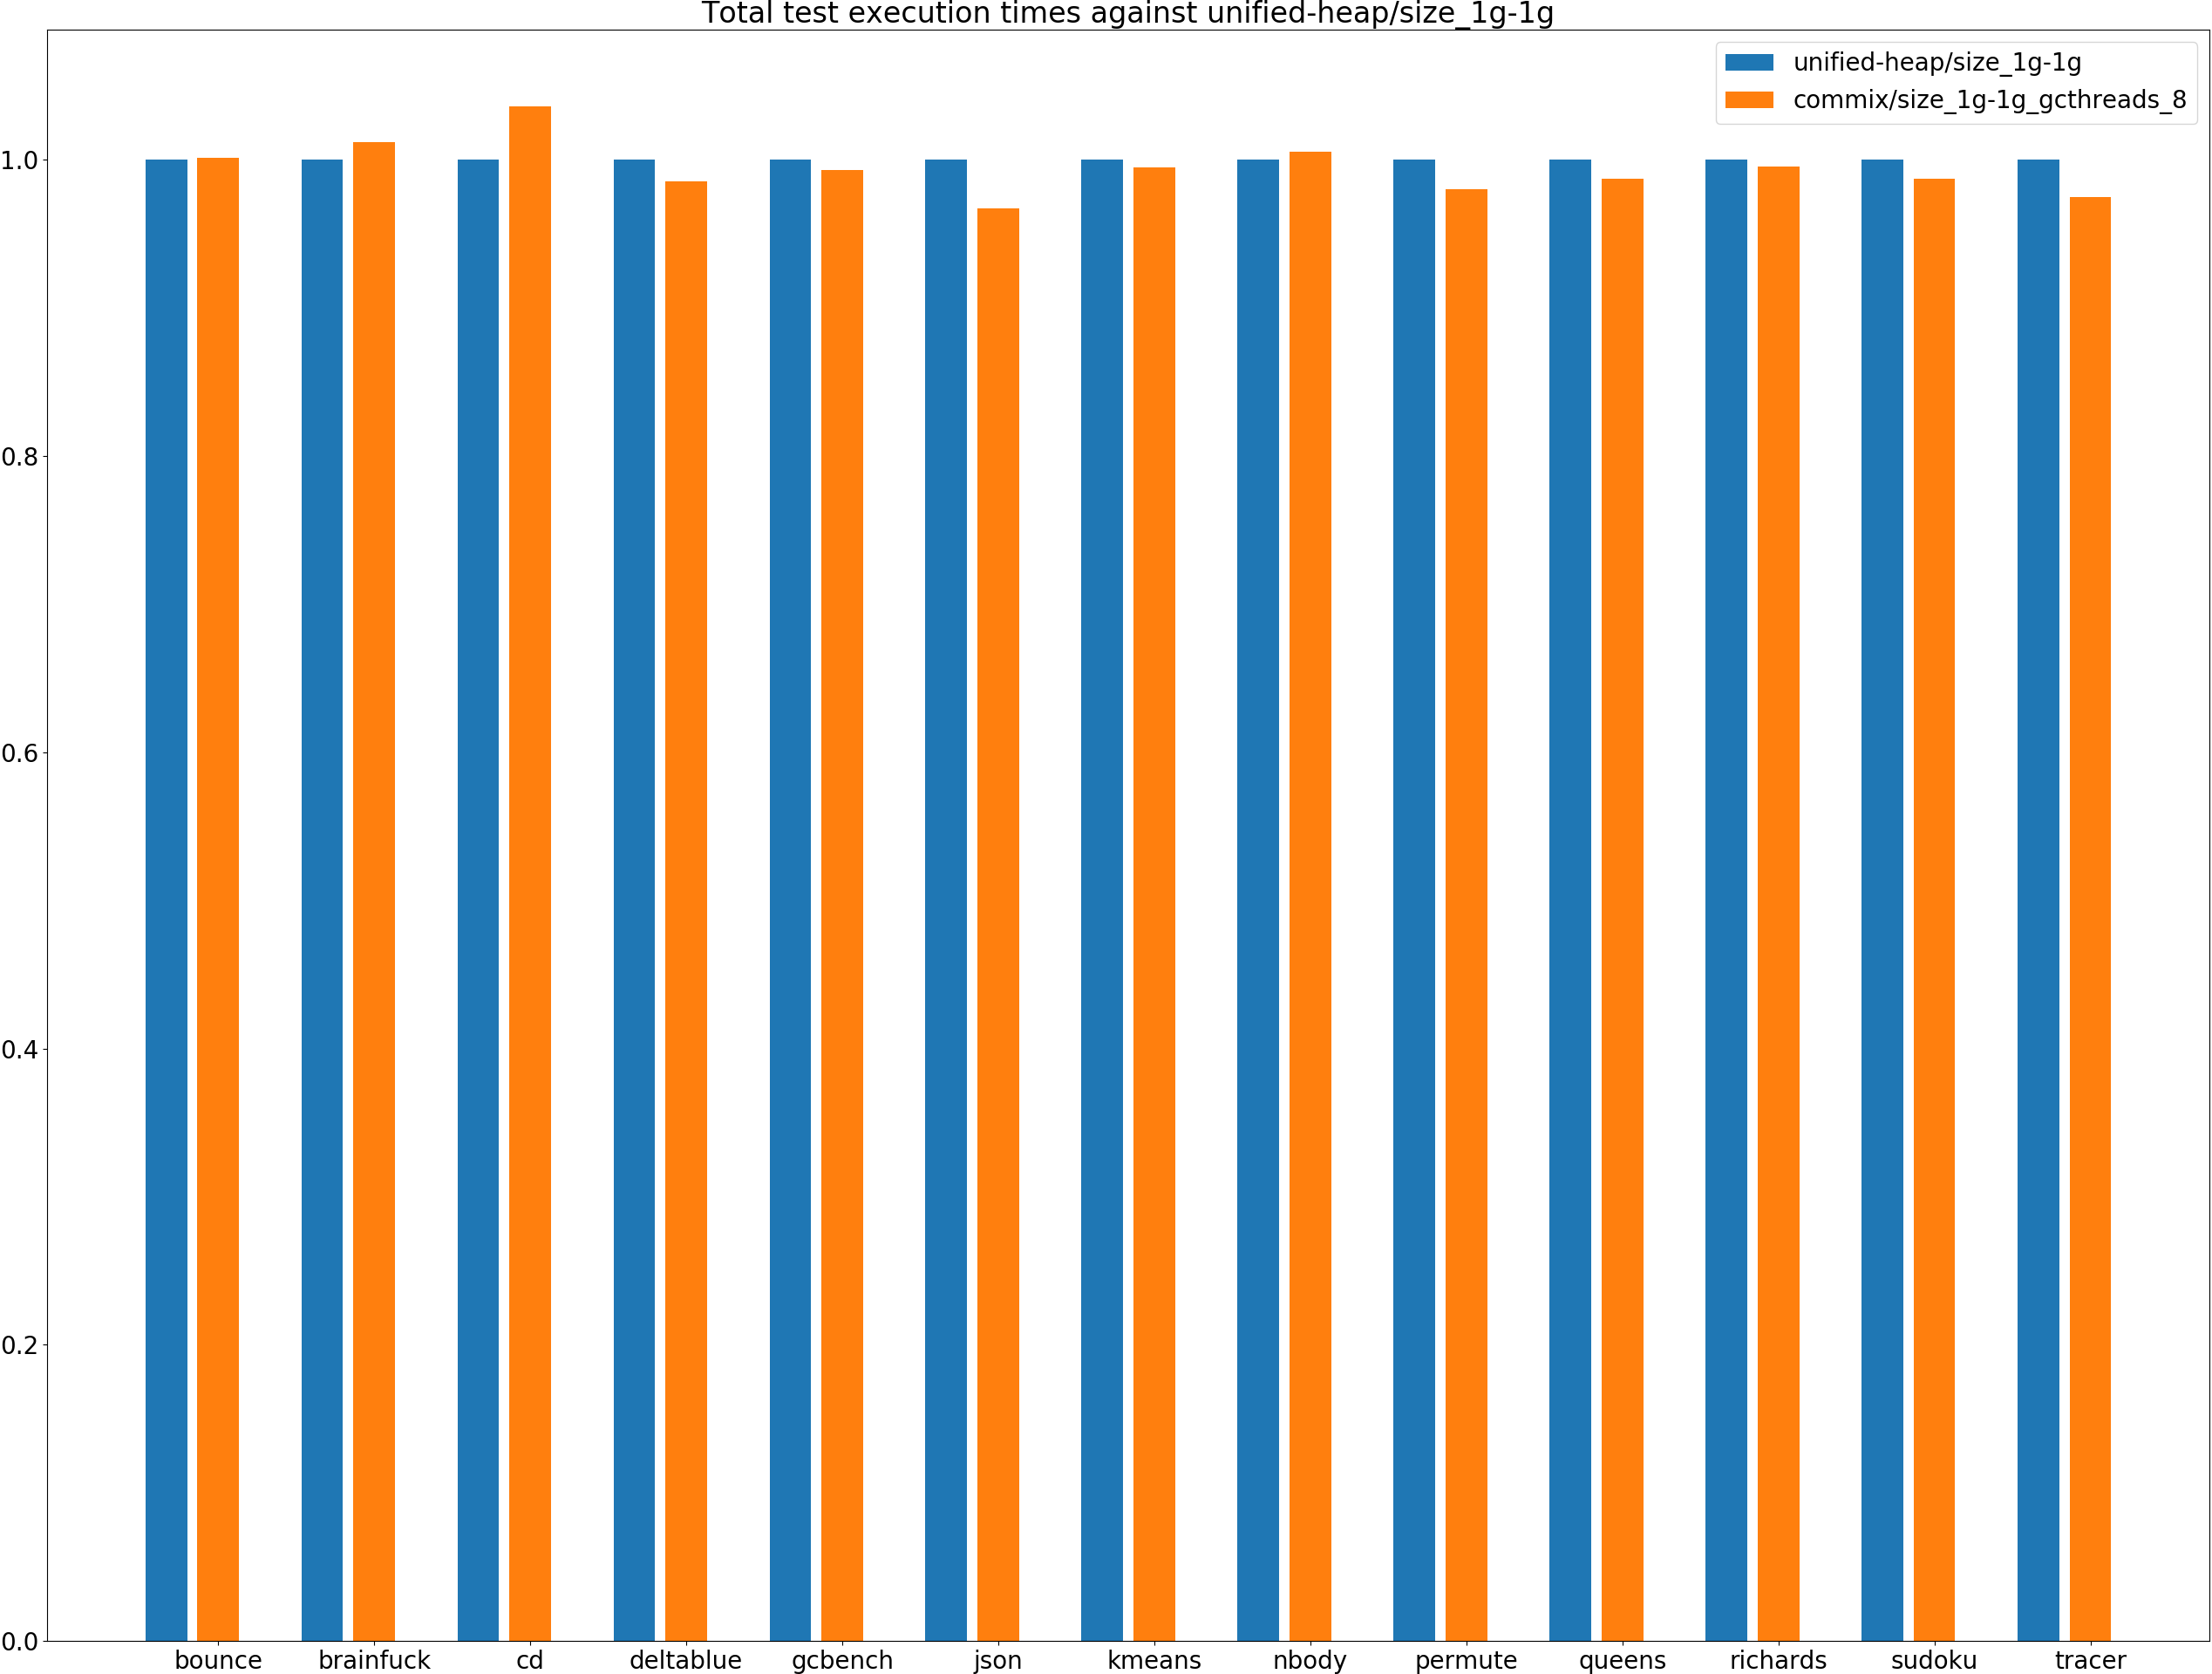 Total test execution times against unified-heap/size_1g-1g
unified-heap/size_1g-1g
commix/size_1g-1g_gcthreads_8
1.0
0.8
0.6
0.4
0.2
0.0
bounce brainfuck cd deltablue gcbench json kmeans nbody permute queens richards sudoku tracer